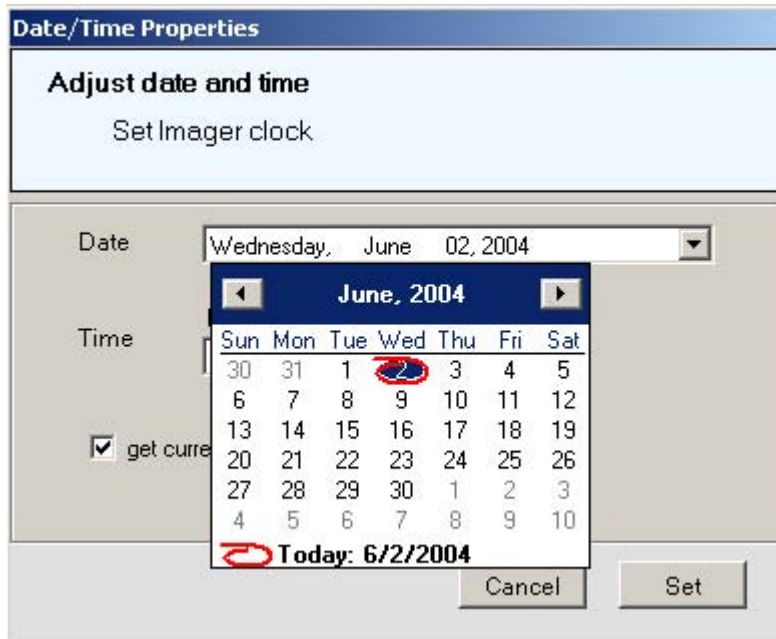 Date/Time Properties
Adjust date and time
Set Imager clock
Date Wednesday, June 02, 2004
June, 2004
Time
Sun Mon Tue Wed Thu Fri Sat
30 31 1 2 3 4 5
6 7 8 9 10 11 12
13 14 15 16 17 18 19
get curre
20 21 22 23 24 25 26
27 28 29 30 1 2 3
4 5 6 7 8 9 10
Today: 6/2/2004
Cancel Set